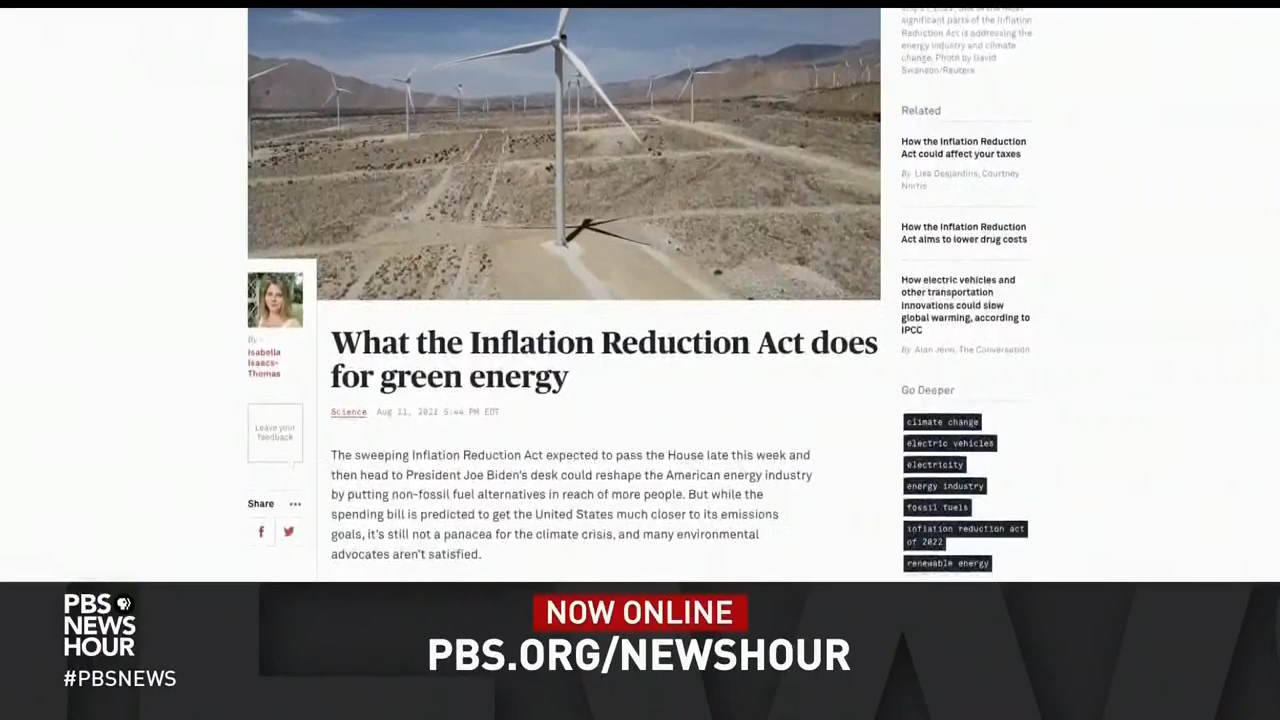 significant parts of the Inflation
Reduction Act is addressing the
energy industry and climate
change. Photo by David
Swanson/Reuters
Related
How the Inflation Reduction
Act could affect your taxes
By Lisa Desjardins, Courtney
Norris
How the Inflation Reduction
Act aims to lower drug costs
How electric vehicles and
other transportation
innovations could slow
global warming, according to
IPCC
By Alan Jenn, The Conversation
Go Deeper
climate change
electric vehicles
electricity
energy industry
fossil fuels
inflation reduction act
of 2022
renewable energy
By
Isabella
Isaacs-
Thomas
Leave your
feedback
Share
What the Inflation Reduction Act does
for green energy
Science Aug 11, 2022 5:44 PM EDT
The sweeping Inflation Reduction Act expected to pass the House late this week and
then head to President Joe Biden's desk could reshape the American energy industry
by putting non-fossil fuel alternatives in reach of more people. But while the
spending bill is predicted to get the United States much closer to its emissions
goals, it's still not a panacea for the climate crisis, and many environmental
advocates aren't satisfied.
PBS
NEWS
HOUR
#PBSNEWS
NOW ONLINE
PBS.ORG/NEWSHOUR